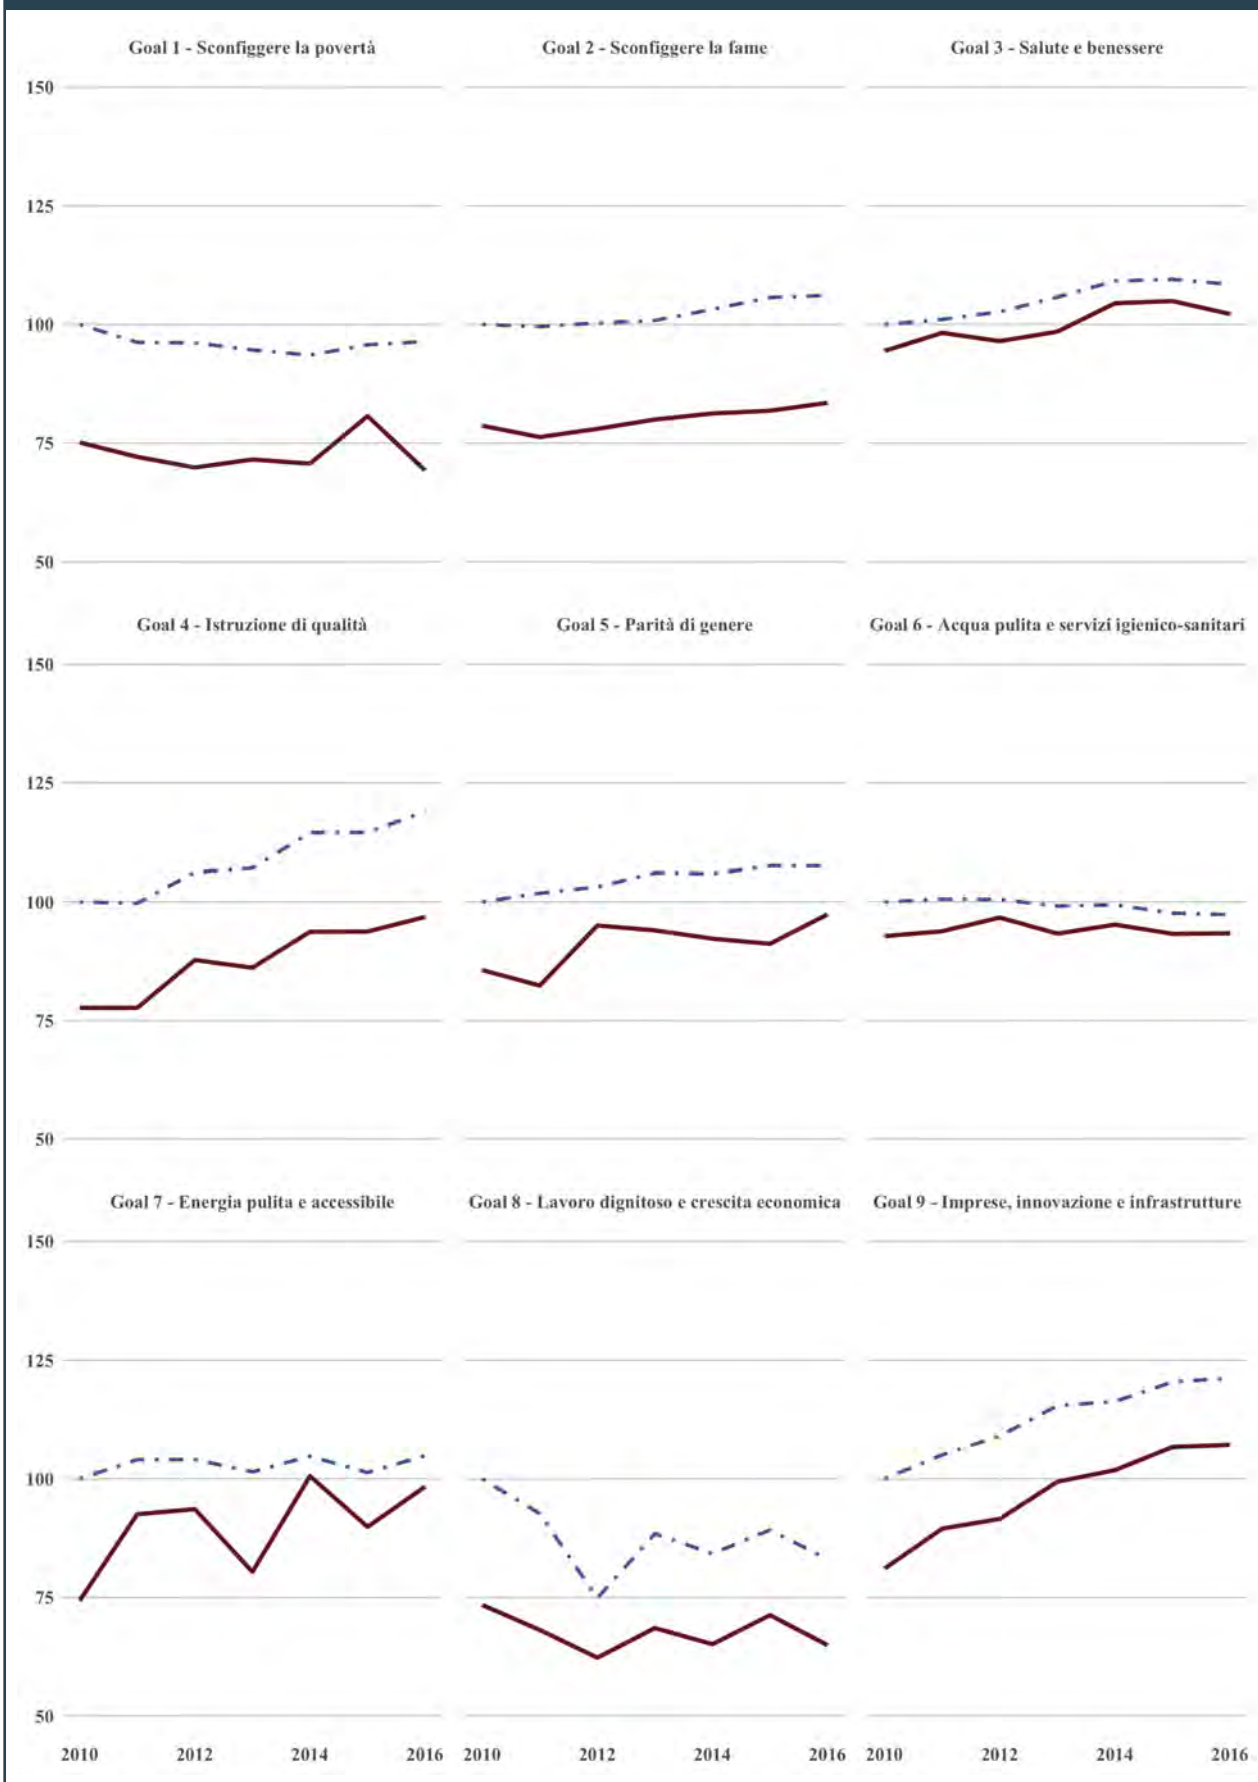 Goal 1 - Sconfiggere la povertà
Goal 2 - Sconfiggere la fame
Goal 3 - Salute e benessere
150
125
100
75
50
Goal 4 - Istruzione di qualità
Goal 5 - Parità di genere
Goal 6 - Acqua pulita e servizi igienico-sanitari
150
125
100
75
50
Goal 7 - Energia pulita e accessibile
Goal 8 - Lavoro dignitoso e crescita economica
Goal 9 - Imprese, innovazione e infrastrutture
150
125
100
75
50
2010 2012 2014 2016
2010 2012 2014 2016
2010 2012 2014 2016